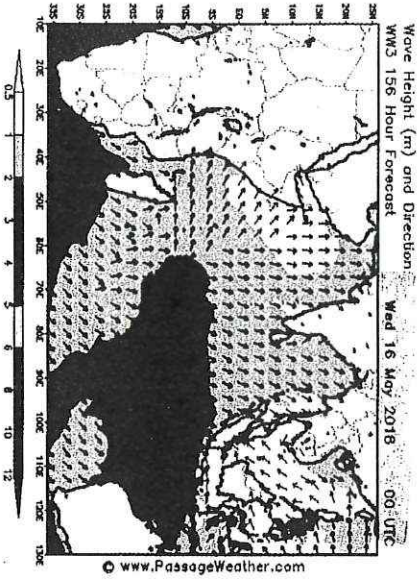 Wave Height (m) and Direction:
WW3 156 Hour Forecast Wed 16 May 2018 00 UTC
25N
20N
15N
10N
5N
EQ
5S
10S
15S
20S
25S
30S
33S
10E 20E 30E 40E 50E 60E 70E 80E 90E 100E 110E 120E 130E
0.5 1 2 3 4 5 6 8 10 12
© www.PassageWeather.com